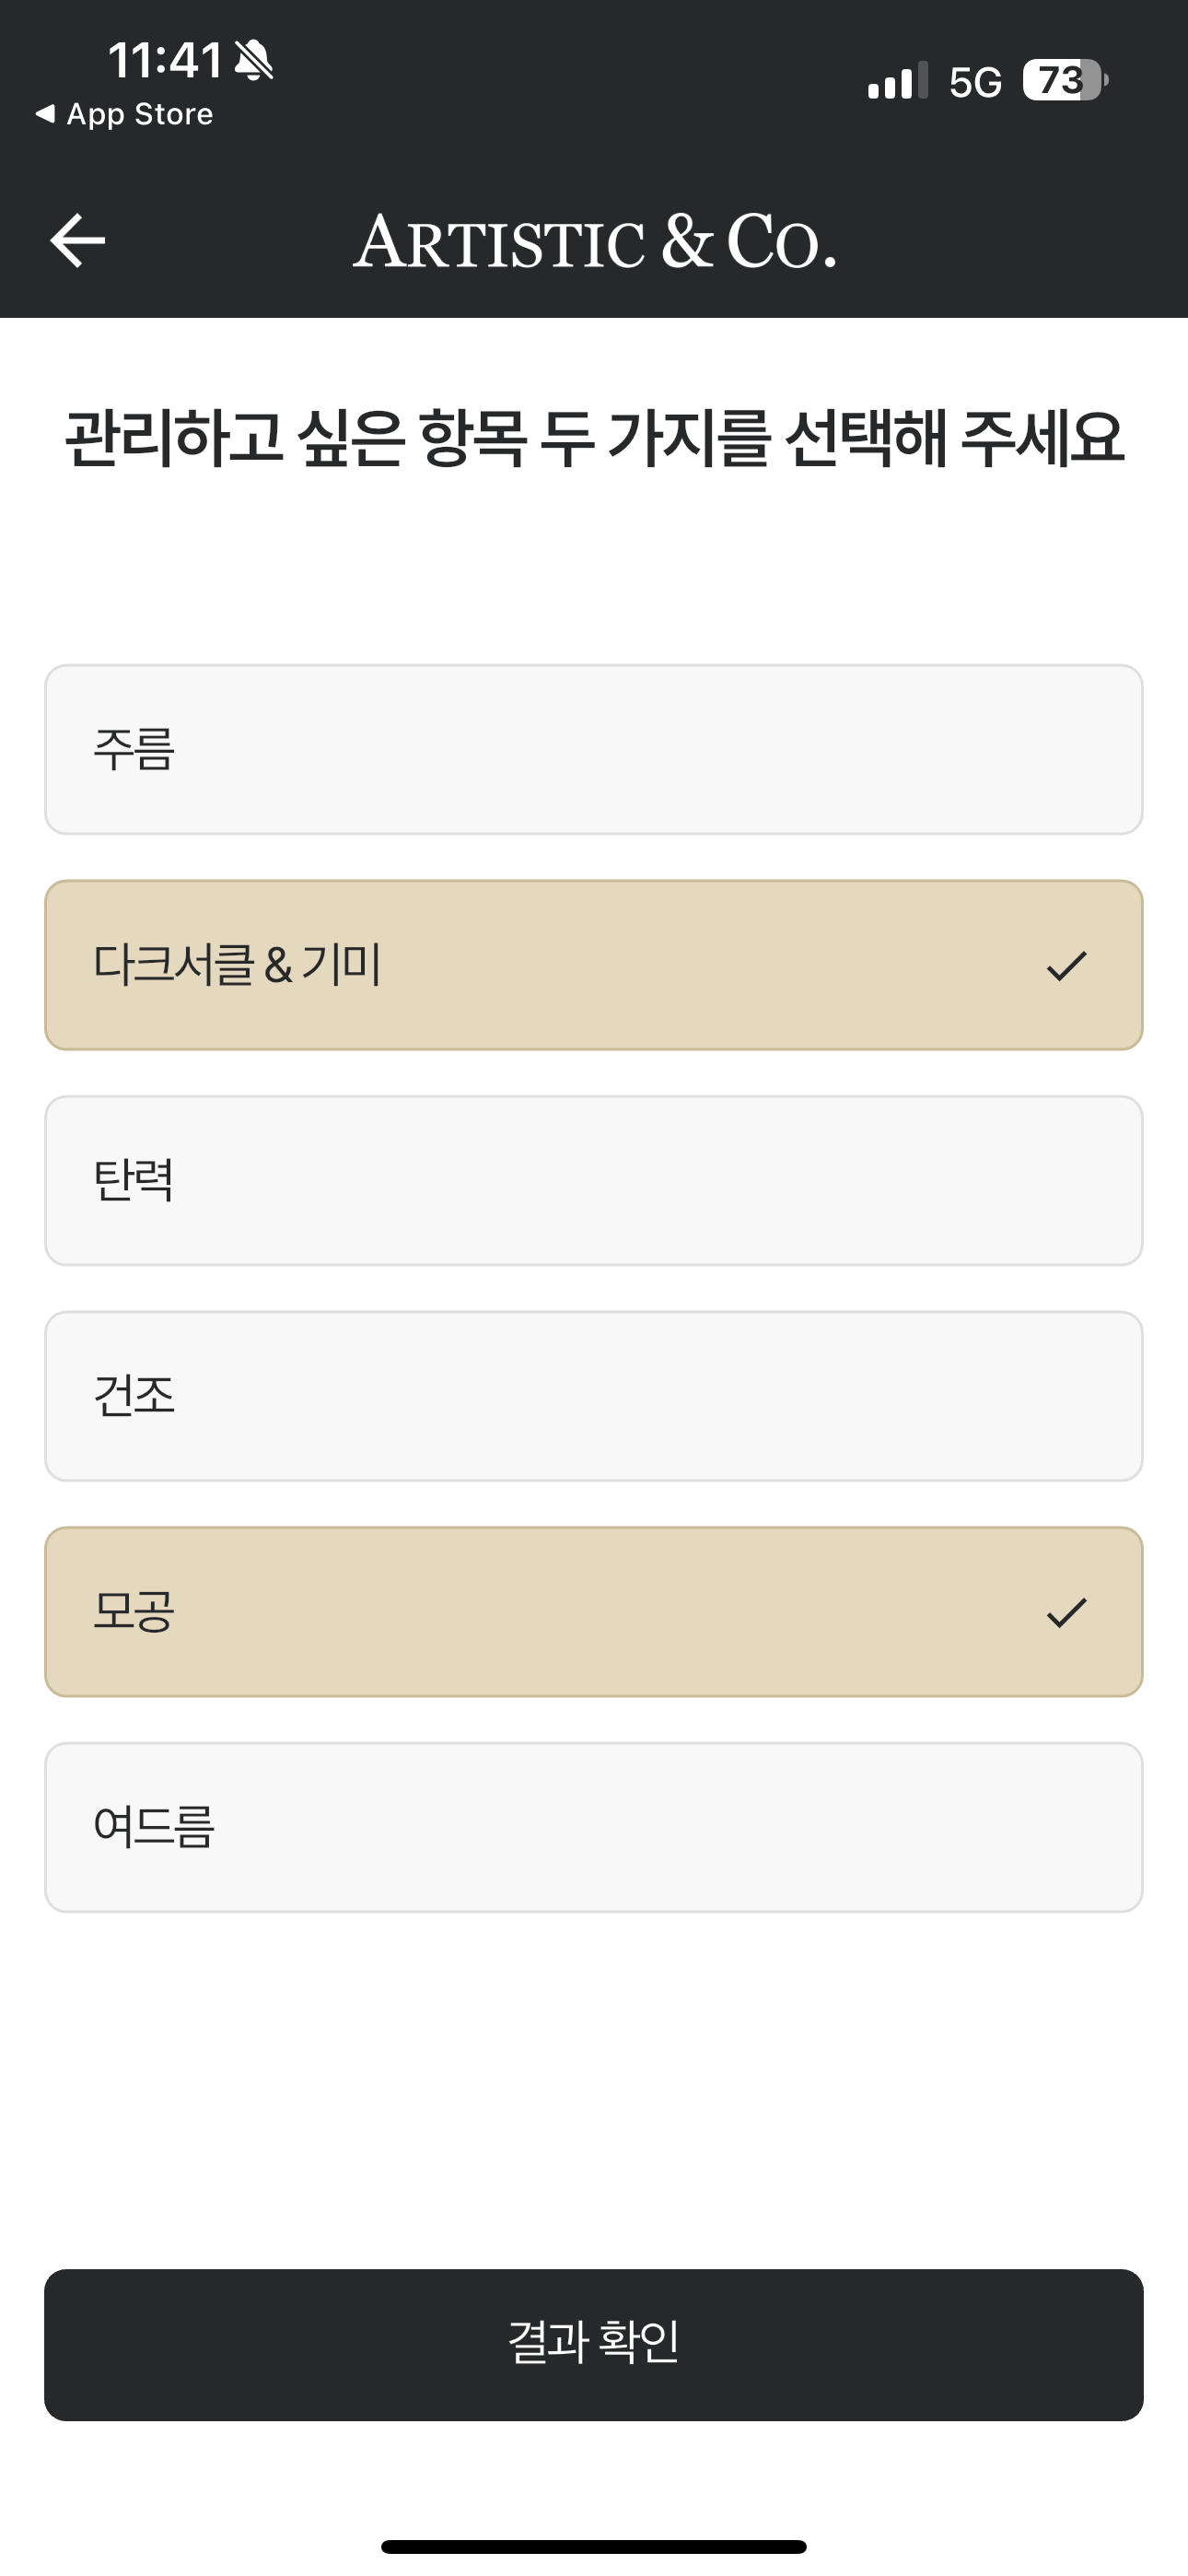 11:41
5G 73
App Store
ARTISTIC & CO.
관리하고 싶은 항목 두 가지를 선택해 주세요
주름
다크서클 & 기미
탄력
건조
모공
여드름
결과 확인